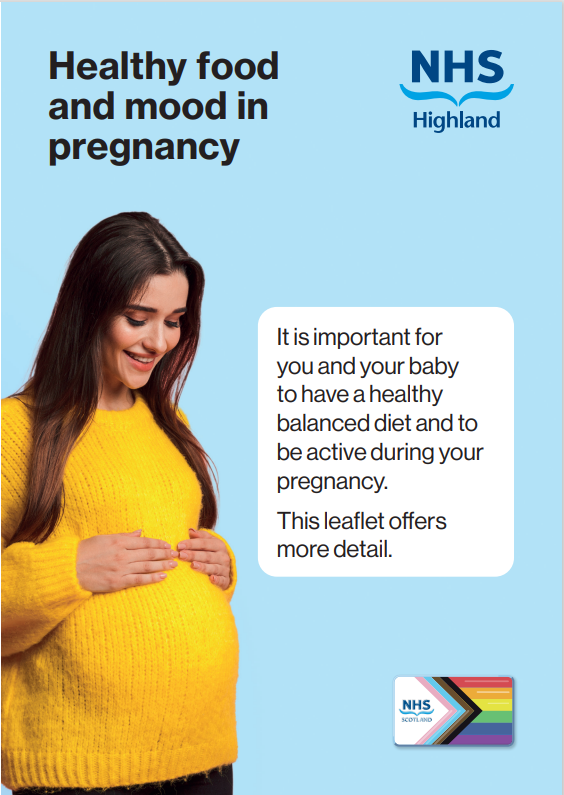 Healthy food
and mood in
pregnancy
NHS
Highland
It is important for
you and your baby
to have a healthy
balanced diet and to
be active during your
pregnancy.
This leaflet offers
more detail.
NHS
SCOTLAND